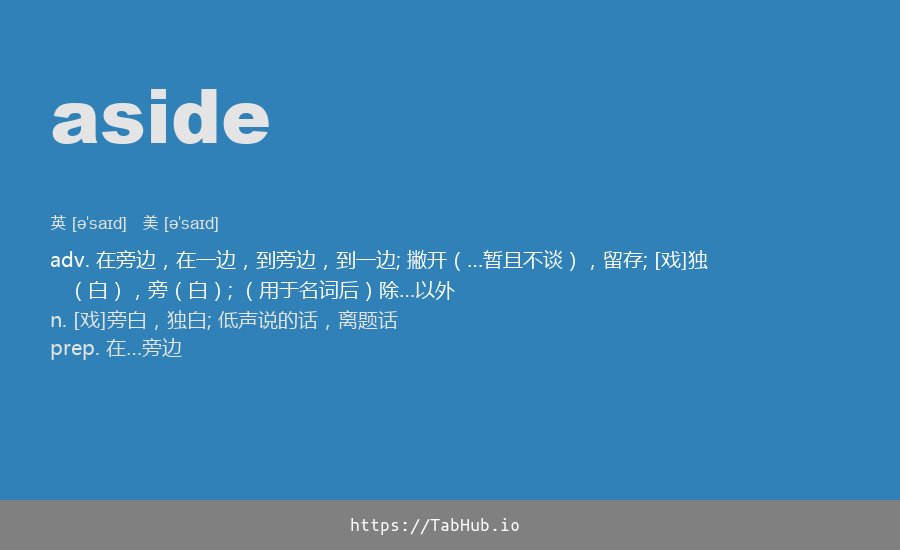 aside
英 [ə'saɪd] 美 [ə'saɪd]
adv. 在旁边，在一边，到旁边，到一边; 撇开（…暂且不谈），留存; [戏]独
（白），旁（白）; （用于名词后）除…以外
n. [戏]旁白，独白; 低声说的话，离题话
prep. 在…旁边
https://TabHub.io